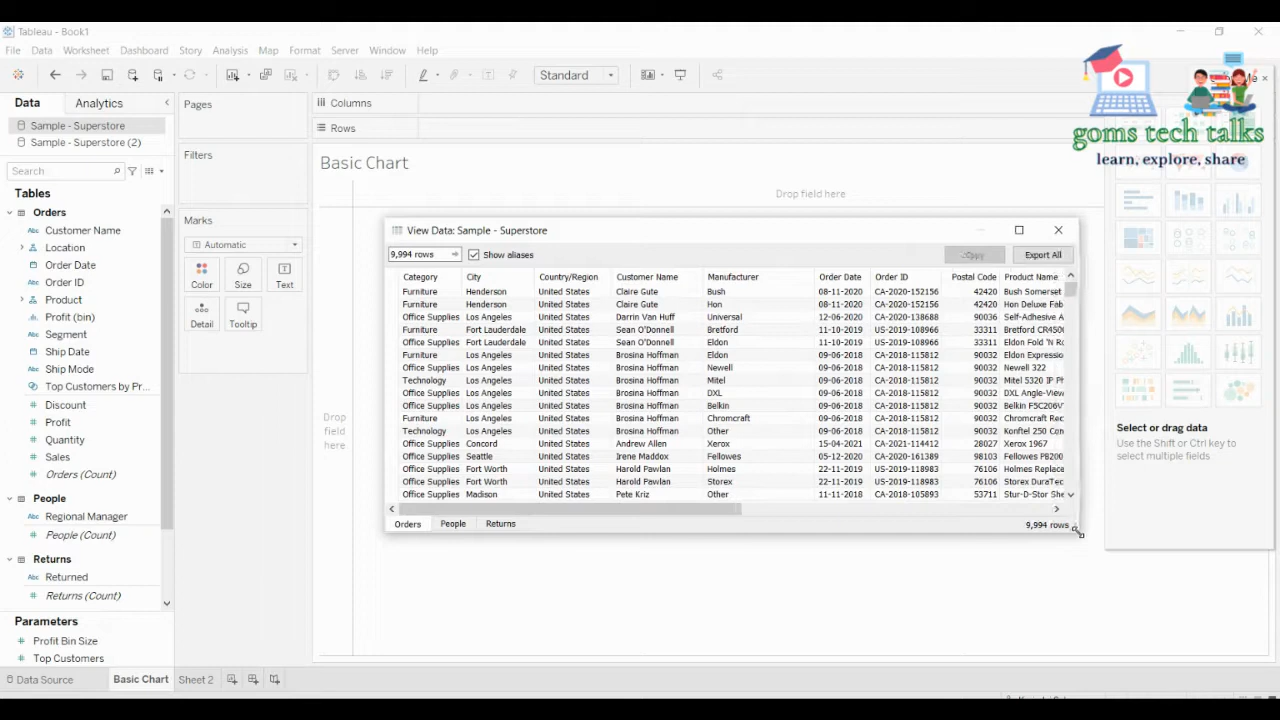 Tableau - Book1
File Data Worksheet Dashboard Story Analysis Map Format Server Window Help
Standard
Data Analytics
Sample - Superstore
Sample - Superstore (2)
Search
Tables
Orders
Abc Customer Name
Location
Order Date
Abc Order ID
Product
Profit (bin)
Abc Segment
Ship Date
Abc Ship Mode
Top Customers by Pr...
Discount
Profit
Quantity
Sales
Orders (Count)
People
Abc Regional Manager
People (Count)
Returns
Abc Returned
Returns (Count)
Parameters
Profit Bin Size
Top Customers
Pages
Filters
Marks
Automatic
Color Size Text
Detail Tooltip
Columns
Rows
Basic Chart
Drop field here
Drop
field
here
View Data: Sample - Superstore
9,994 rows Show aliases Copy Export All
Category City Country/Region Customer Name Manufacturer Order Date Order ID Postal Code Product Name
Furniture Henderson United States Claire Gute Bush 08-11-2020 CA-2020-152156 42420 Bush Somerset
Furniture Henderson United States Claire Gute Hon 08-11-2020 CA-2020-152156 42420 Hon Deluxe Fab
Office Supplies Los Angeles United States Darrin Van Huff Universal 12-06-2020 CA-2020-138688 90036 Self-Adhesive A
Furniture Fort Lauderdale United States Sean O'Donnell Bretford 11-10-2019 US-2019-108966 33311 Bretford CR450
Office Supplies Fort Lauderdale United States Sean O'Donnell Eldon 11-10-2019 US-2019-108966 33311 Eldon Fold 'N Ro
Furniture Los Angeles United States Brosina Hoffman Eldon 09-06-2018 CA-2018-115812 90032 Eldon Expressio
Office Supplies Los Angeles United States Brosina Hoffman Newell 09-06-2018 CA-2018-115812 90032 Newell 322
Technology Los Angeles United States Brosina Hoffman Mitel 09-06-2018 CA-2018-115812 90032 Mitel 5320 IP Ph
Office Supplies Los Angeles United States Brosina Hoffman DXL 09-06-2018 CA-2018-115812 90032 DXL Angle-View
Office Supplies Los Angeles United States Brosina Hoffman Belkin 09-06-2018 CA-2018-115812 90032 Belkin F5C206V
Furniture Los Angeles United States Brosina Hoffman Chromcraft 09-06-2018 CA-2018-115812 90032 Chromcraft Rect
Technology Los Angeles United States Brosina Hoffman Other 09-06-2018 CA-2018-115812 90032 Konftel 250 Con
Office Supplies Concord United States Andrew Allen Xerox 15-04-2021 CA-2021-114412 28027 Xerox 1967
Office Supplies Seattle United States Irene Maddox Fellowes 05-12-2020 CA-2020-161389 98103 Fellowes PB200
Office Supplies Fort Worth United States Harold Pawlan Holmes 22-11-2019 US-2019-118983 76106 Holmes Replace
Office Supplies Fort Worth United States Harold Pawlan Storex 22-11-2019 US-2019-118983 76106 Storex DuraTec
Office Supplies Madison United States Pete Kriz Other 11-11-2018 CA-2018-105893 53711 Stur-D-Stor She
Orders People Returns 9,994 rows
goms tech talks
learn, explore, share
Select or drag data
Use the Shift or Ctrl key to
select multiple fields
Data Source Basic Chart Sheet 2